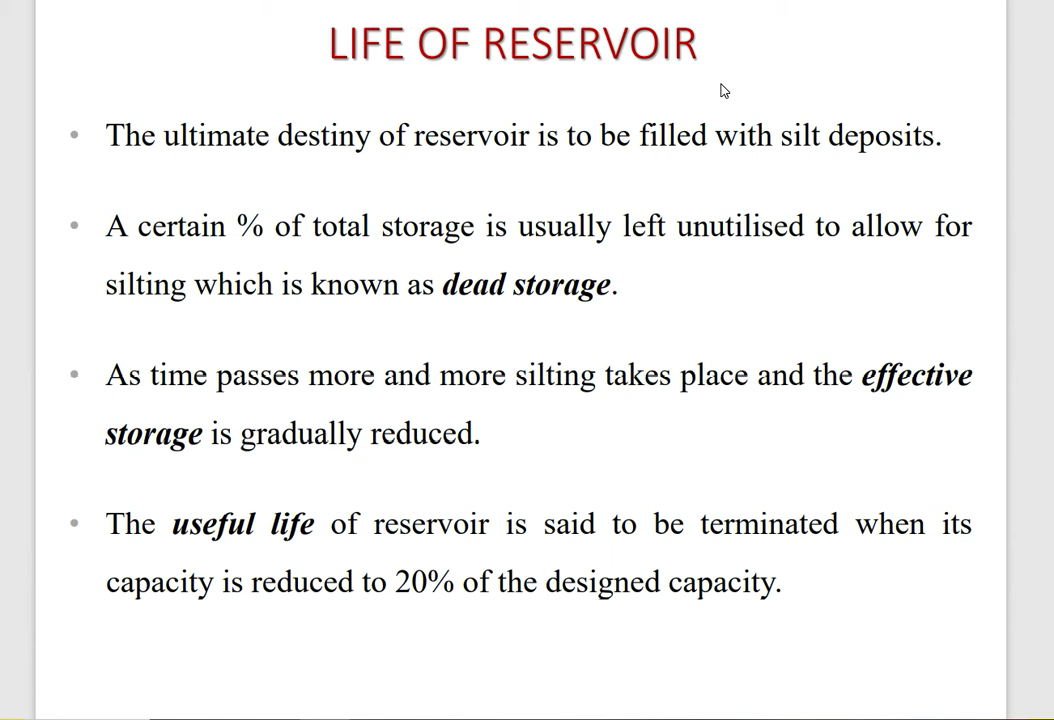 LIFE OF RESERVOIR
• The ultimate destiny of reservoir is to be filled with silt deposits.
• A certain % of total storage is usually left unutilised to allow for
silting which is known as dead storage.
• As time passes more and more silting takes place and the effective
storage is gradually reduced.
• The useful life of reservoir is said to be terminated when its
capacity is reduced to 20% of the designed capacity.